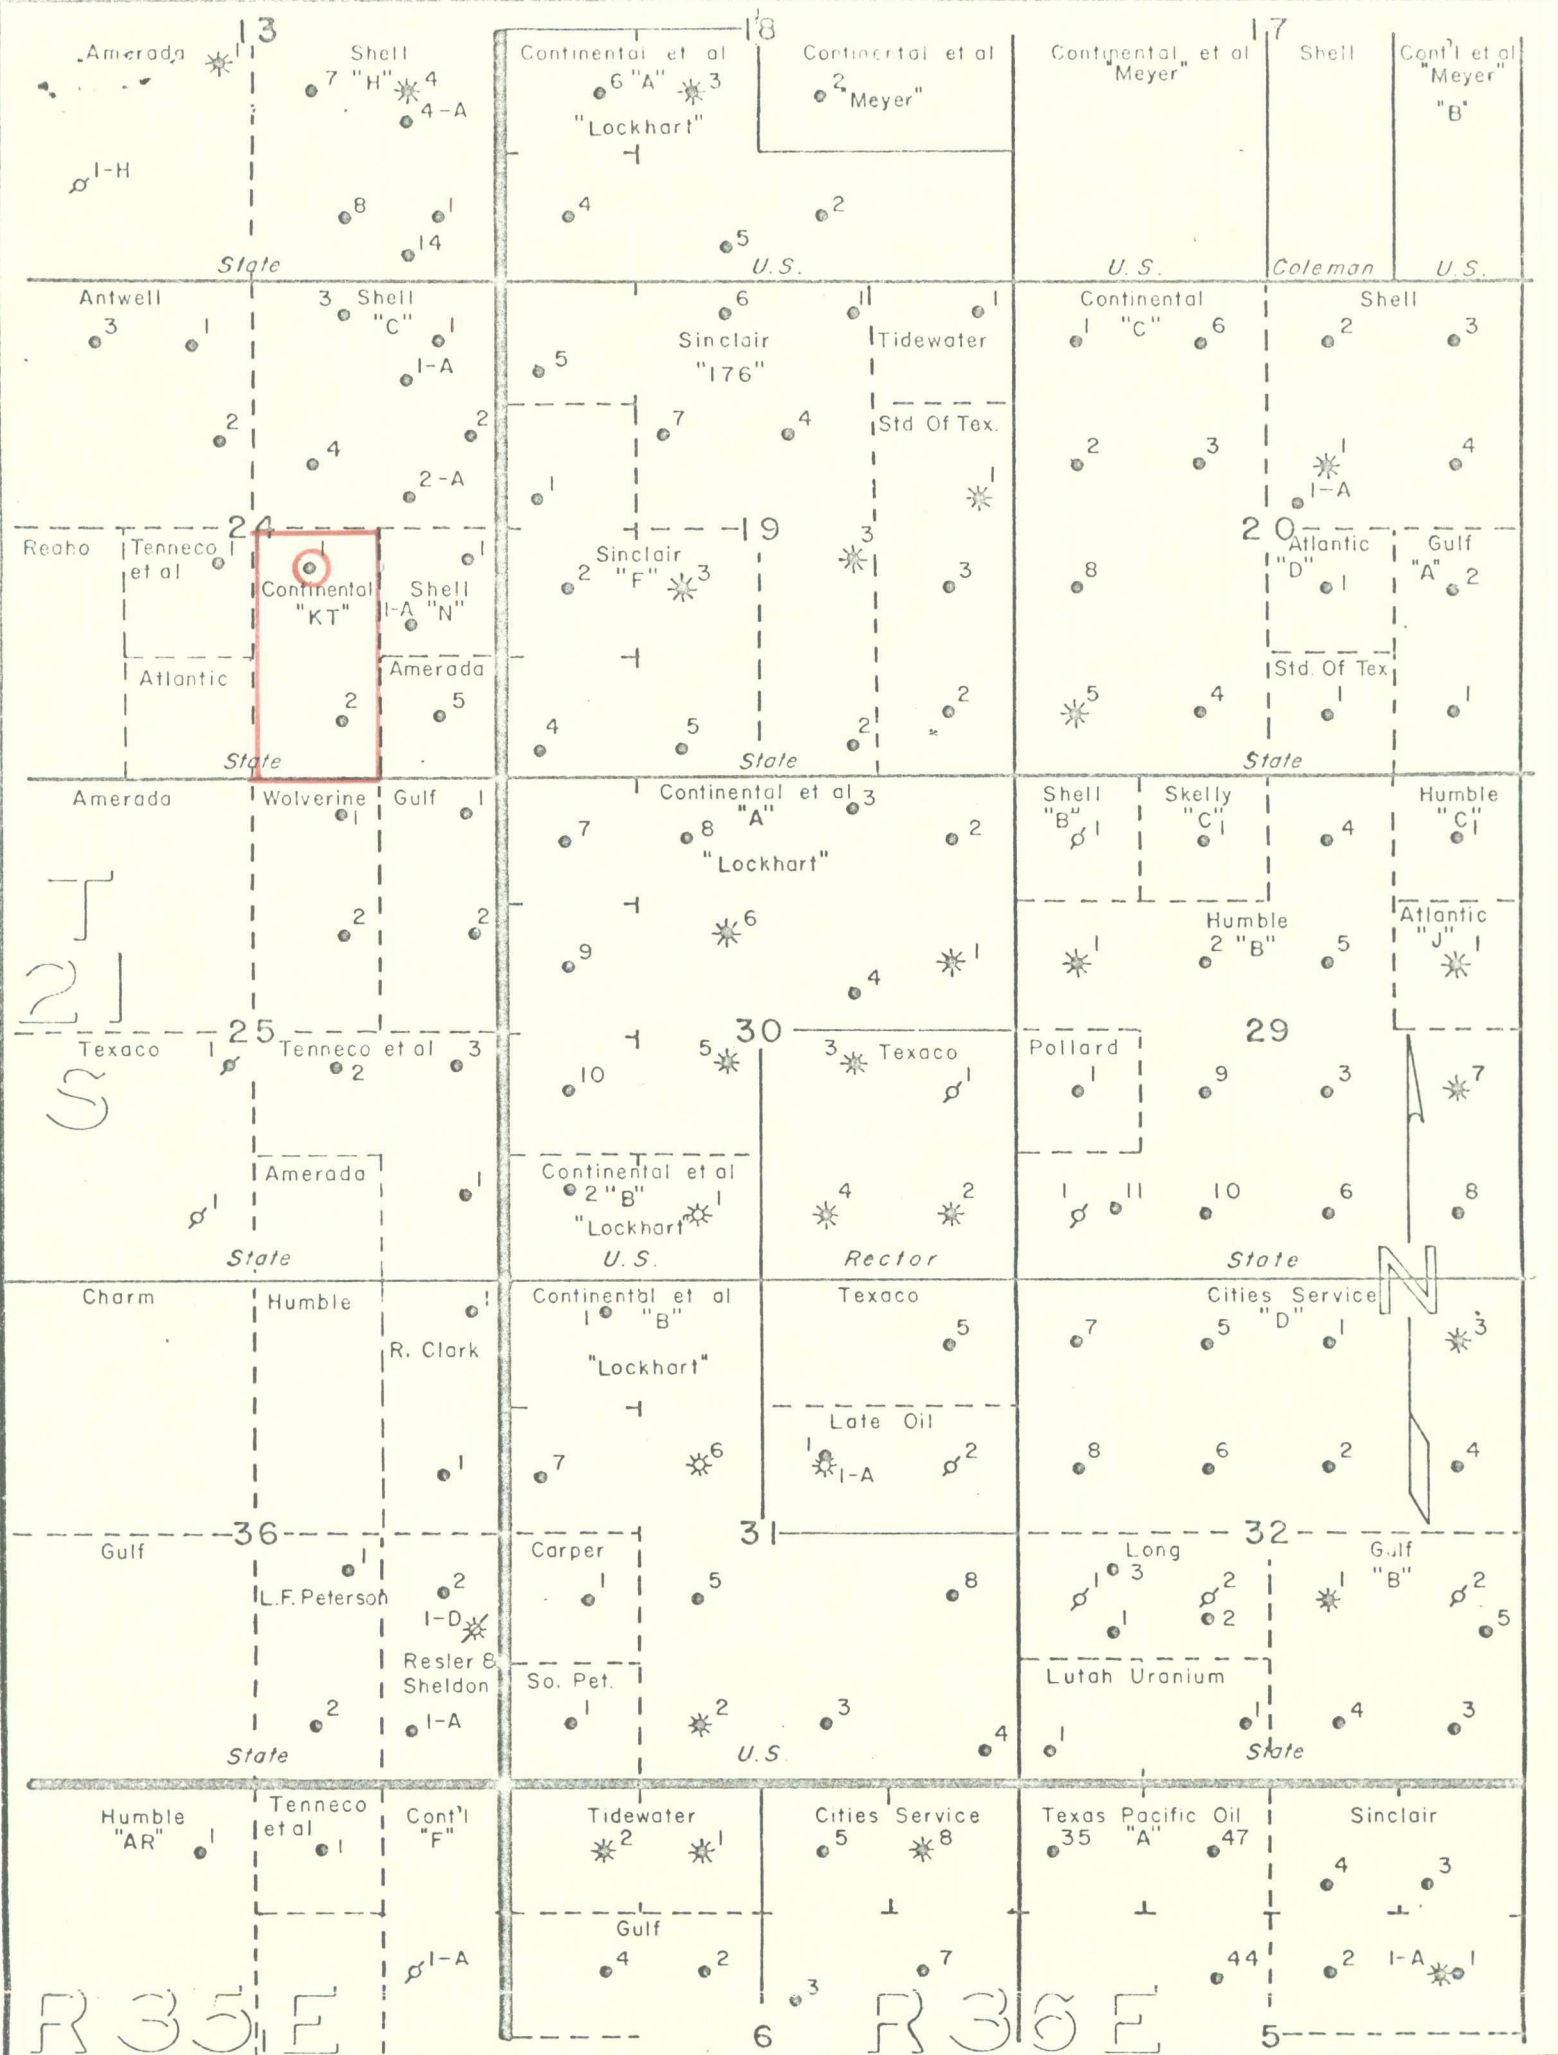 13
18
17
Amerada
1
Shell
7 "H" 4
4-A
1-H
8
1
14
State
Continental et al
6 "A" 3
"Lockhart"
4
5
Continental et al
2 "Meyer"
2
U.S.
Continental et al
"Meyer"
U.S.
Shell
Coleman
Cont'l et al
"Meyer"
"B"
U.S.
Antwell
3
1
2
3 Shell
"C"
1
1-A
2
4
2-A
24
6
11
1
Sinclair
"176"
Tidewater
5
7
4
Std Of Tex.
1
1
19
Continental
"C"
1
6
Shell
2
3
2
3
1
4
1-A
20
Reaho
Tenneco
et al
1
Atlantic
State
1
Continental
"KT"
2
1
Shell
1-A "N"
Amerada
5
Sinclair
"F"
2
3
3
3
4
5
2
2
State
8
5
4
Atlantic
"D"
1
Gulf
"A"
2
Std. Of Tex
1
1
State
Amerada
Wolverine
1
2
Gulf
1
2
25
Continental et al
"A"
3
7
8
2
"Lockhart"
6
9
1
4
30
Shell
"B"
1
Skelly
"C"
1
4
Humble
"C"
1
Humble
1
2 "B"
5
Atlantic
"J"
1
29
T
21
S
Texaco
1
Tenneco et al
2
3
Amerada
1
1
State
5
10
Continental et al
2 "B"
1
"Lockhart"
U.S.
3
Texaco
1
4
2
Rector
Pollard
1
9
3
7
1
11
10
6
8
State
N
Charm
Humble
1
R. Clark
1
36
Continental et al
1 "B"
"Lockhart"
7
6
Texaco
5
Late Oil
1
1-A
2
31
Cities Service
"D"
7
5
1
3
8
6
2
4
32
Gulf
1
L.F. Peterson
2
2
1-D
Resler &
Sheldon
1-A
State
Carper
1
5
8
So. Pet.
1
2
3
4
U.S.
Long
1
3
2
1
2
Gulf
"B"
1
2
5
Lutah Uranium
1
1
4
3
State
Humble
"AR"
1
Tenneco
et al
1
Cont'l
"F"
1-A
Tidewater
2
1
Gulf
4
2
Cities Service
5
8
7
3
Texas Pacific Oil
35 "A" 47
44
Sinclair
4
3
2
1-A
1
R 35 E
6
R 36 E
5